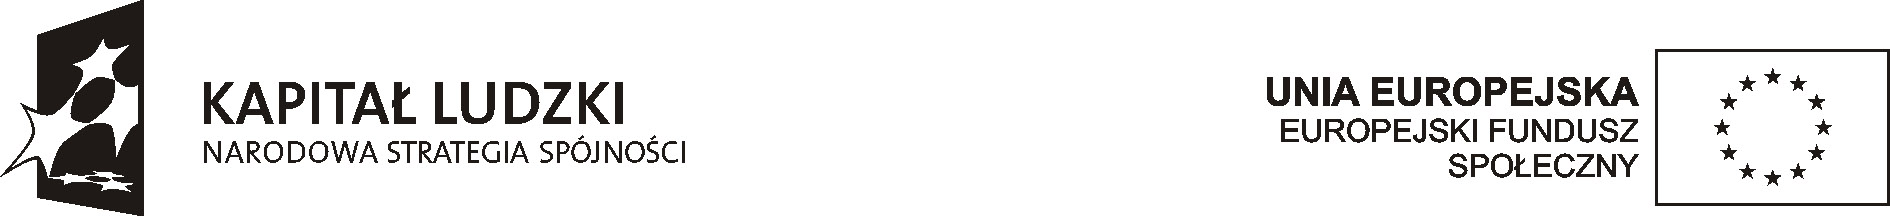 KAPITAŁ LUDZKI
NARODOWA STRATEGIA SPÓJNOŚCI
UNIA EUROPEJSKA
EUROPEJSKI FUNDUSZ
SPOŁECZNY